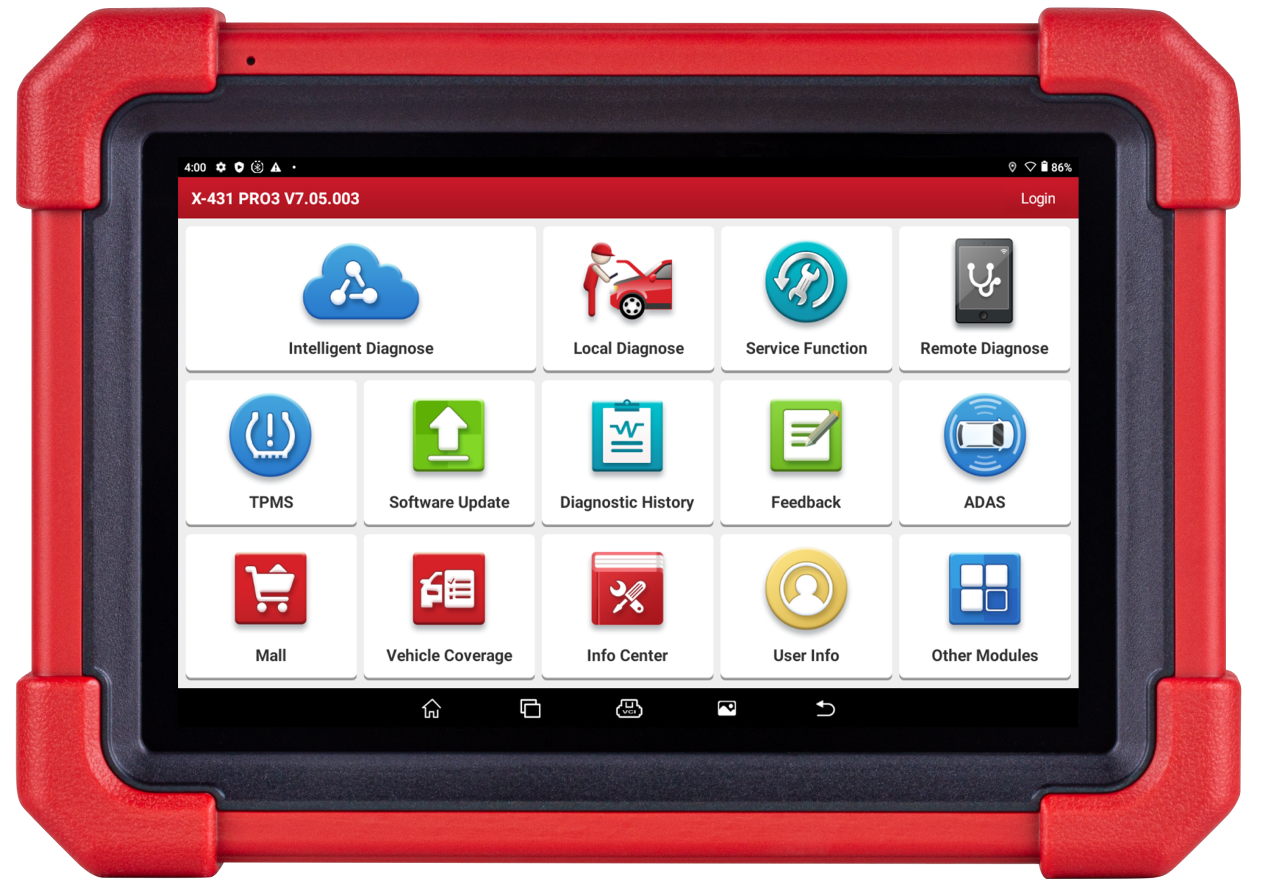 4:00
86%
X-431 PRO3 V7.05.003
Login
Intelligent Diagnose
Local Diagnose
Service Function
Remote Diagnose
TPMS
Software Update
Diagnostic History
Feedback
ADAS
Mall
Vehicle Coverage
Info Center
User Info
Other Modules
VCI